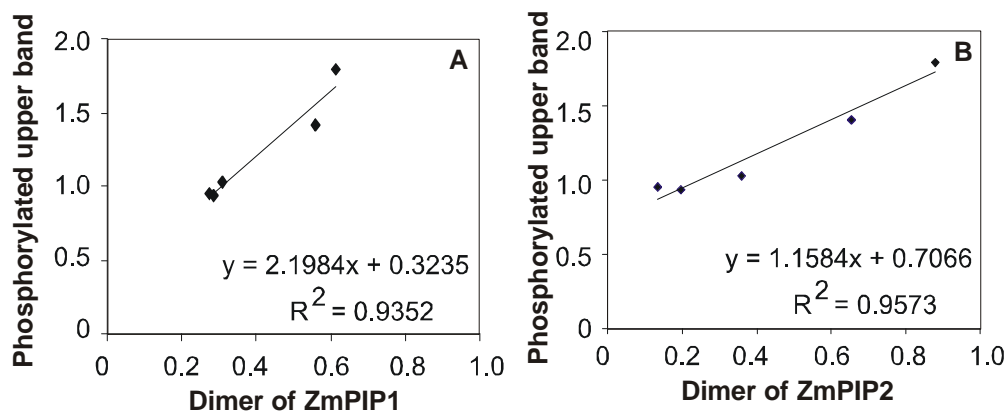 A
Phosphorylated upper band
2.0
1.5
1.0
0.5
0
y = 2.1984x + 0.3235
R² = 0.9352
0 0.2 0.4 0.6 0.8 1.0
Dimer of ZmPIP1
B
Phosphorylated upper band
2.0
1.5
1.0
0.5
0
y = 1.1584x + 0.7066
R² = 0.9573
0 0.2 0.4 0.6 0.8 1.0
Dimer of ZmPIP2